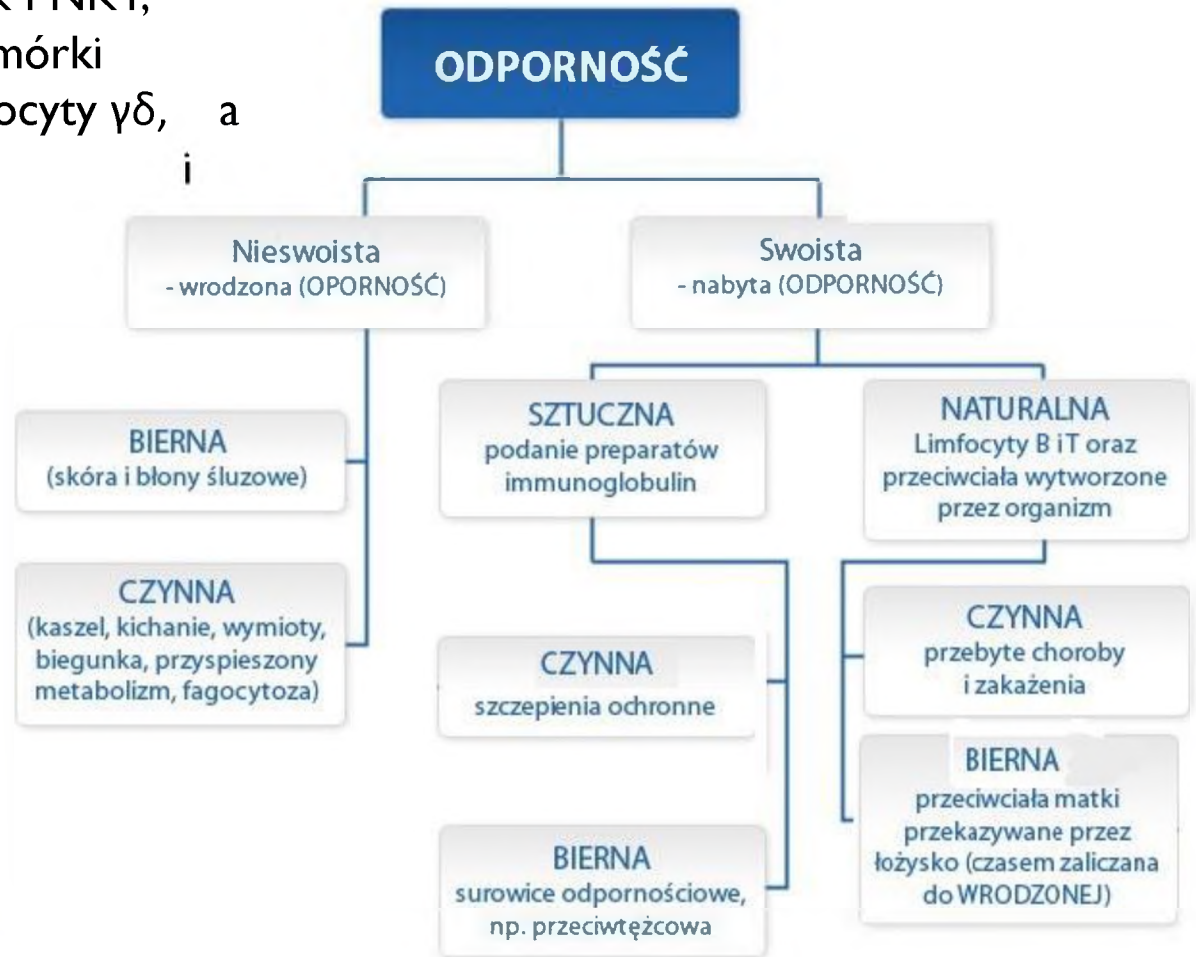 mórki
γδ, a
i
ODPORNOŚĆ
Nieswoista
- wrodzona (OPORNOŚĆ)
Swoista
- nabyta (ODPORNOŚĆ)
BIERNA
(skóra i błony śluzowe)
CZYNNA
(kaszel, kichanie, wymioty,
biegunka, przyspieszony
metabolizm, fagocytoza)
SZTUCZNA
podanie preparatów
immunoglobulin
CZYNNA
szczepienia ochronne
BIERNA
surowice odpornościowe,
np. przeciwtężcowa
NATURALNA
Limfocyty B i T oraz
przeciwciała wytworzone
przez organizm
CZYNNA
przebyte choroby
i zakażenia
BIERNA
przeciwciała matki
przekazywane przez
łożysko (czasem zaliczana
do WRODZONEJ)